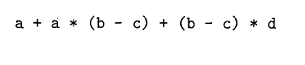 a + a * (b - c) + (b - c) * d